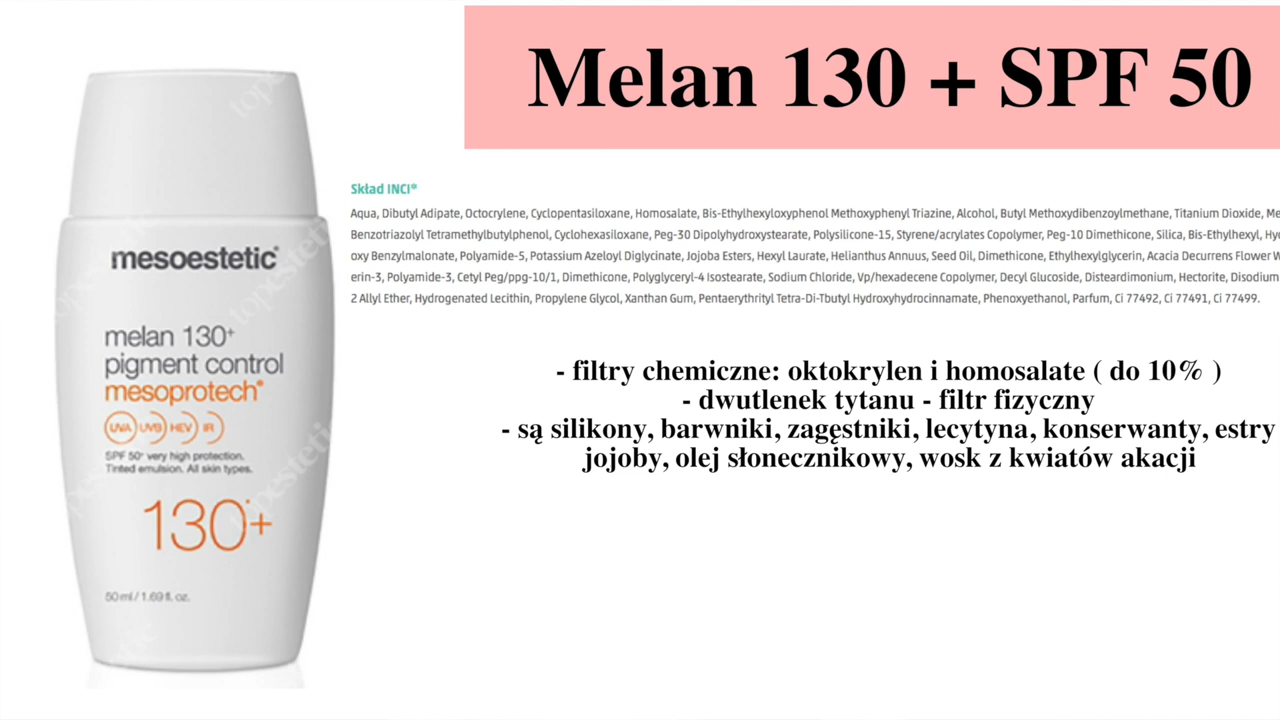 Melan 130 + SPF 50
mesoestetic®
melan 130+
pigment control
mesoprotech®
UVA UVB HEV IR
SPF 50+ very high protection.
Tinted emulsion. All skin types.
130+
50 ml / 1.69 fl. oz.
Skład INCI*
Aqua, Dibutyl Adipate, Octocrylene, Cyclopentasiloxane, Homosalate, Bis-Ethylhexyloxyphenol Methoxyphenyl Triazine, Alcohol, Butyl Methoxydibenzoylmethane, Titanium Dioxide, Me
Benzotriazolyl Tetramethylbutylphenol, Cyclohexasiloxane, Peg-30 Dipolyhydroxystearate, Polysilicone-15, Styrene/acrylates Copolymer, Peg-10 Dimethicone, Silica, Bis-Ethylhexyl, Hy
oxy Benzylmalonate, Polyamide-5, Potassium Azeloyl Diglycinate, Jojoba Esters, Hexyl Laurate, Helianthus Annuus, Seed Oil, Dimethicone, Ethylhexylglycerin, Acacia Decurrens Flower W
erin-3, Polyamide-3, Cetyl Peg/ppg-10/1, Dimethicone, Polyglyceryl-4 Isostearate, Sodium Chloride, Vp/hexadecene Copolymer, Decyl Glucoside, Disteardimonium, Hectorite, Disodium
2 Allyl Ether, Hydrogenated Lecithin, Propylene Glycol, Xanthan Gum, Pentaerythrityl Tetra-Di-Tbutyl Hydroxyhydrocinnamate, Phenoxyethanol, Parfum, Ci 77492, Ci 77491, Ci 77499.
- filtry chemiczne: oktokrylen i homosalate ( do 10% )
- dwutlenek tytanu - filtr fizyczny
- są silikony, barwniki, zagęstniki, lecytyna, konserwanty, estry
jojoby, olej słonecznikowy, wosk z kwiatów akacji